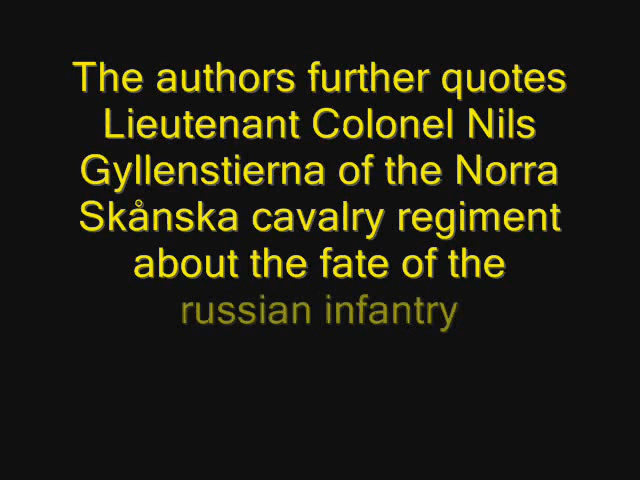 The authors further quotes
Lieutenant Colonel Nils
Gyllenstierna of the Norra
Skånska cavalry regiment
about the fate of the
russian infantry